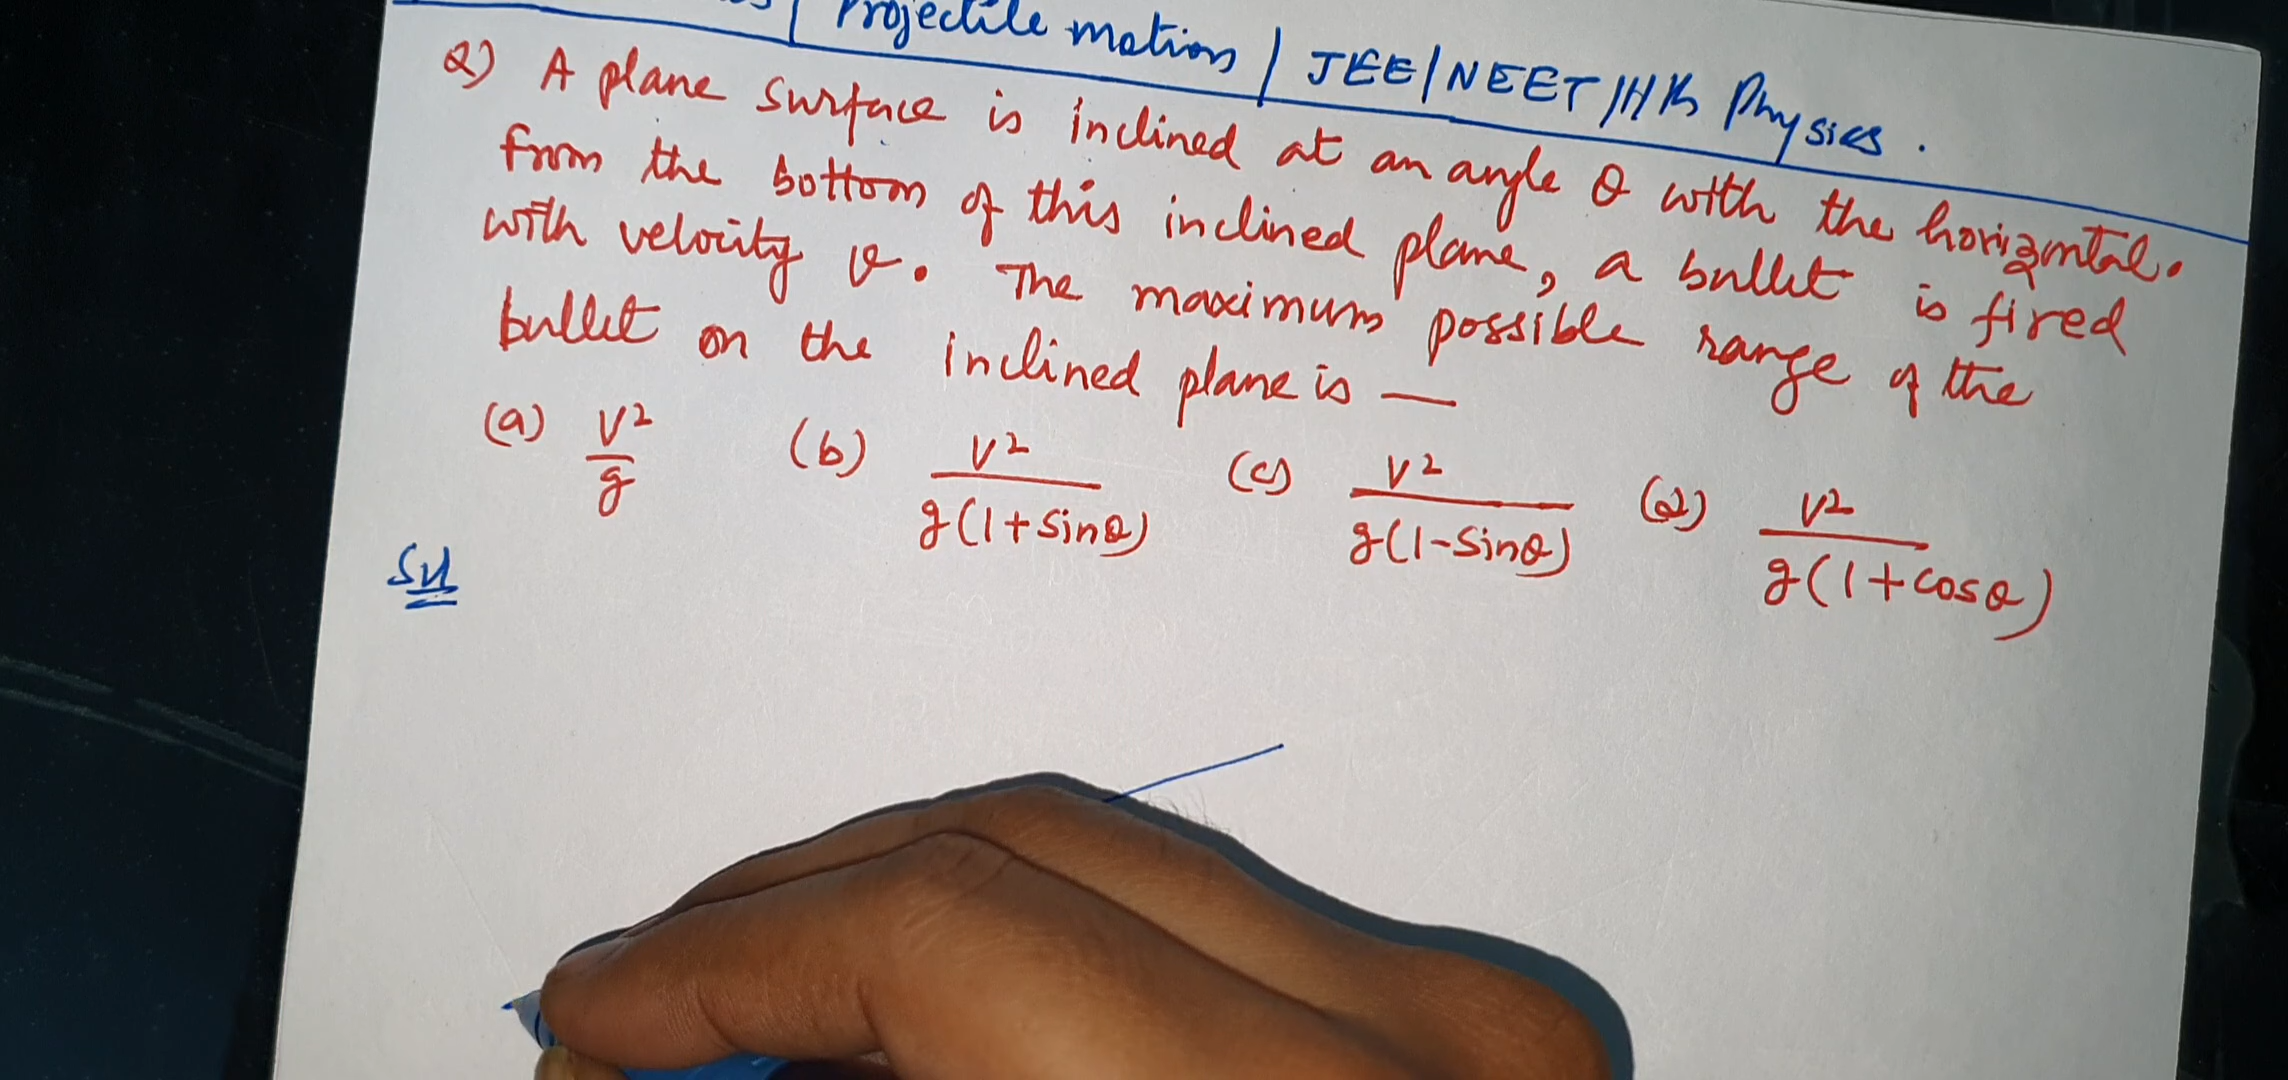 Projectile motion | JEE/NEET/HKs Physics.
Q) A plane surface is inclined at an angle θ with the horizontal.
from the bottom of this inclined plane, a bullet is fired
with velocity v. The maximum possible range of the
bullet on the inclined plane is —
(a) V²/g (b) V²/g(1+sinθ) (c) V²/g(1-sinθ) (d) V²/g(1+cosθ)
Sol